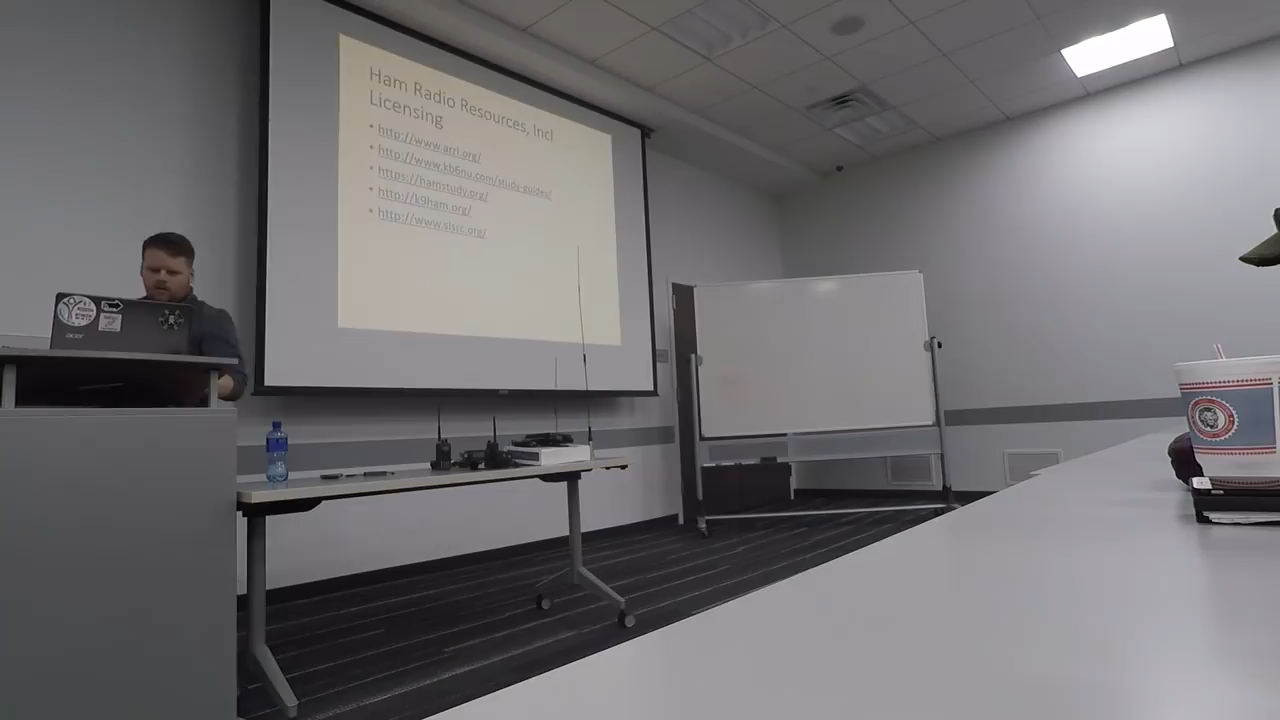 Ham Radio Resources, Incl
Licensing
• http://www.arrl.org/
• http://www.kb6nu.com/study-guides/
• https://hamstudy.org/
• http://k9ham.org/
• http://www.slsrc.org/
acer